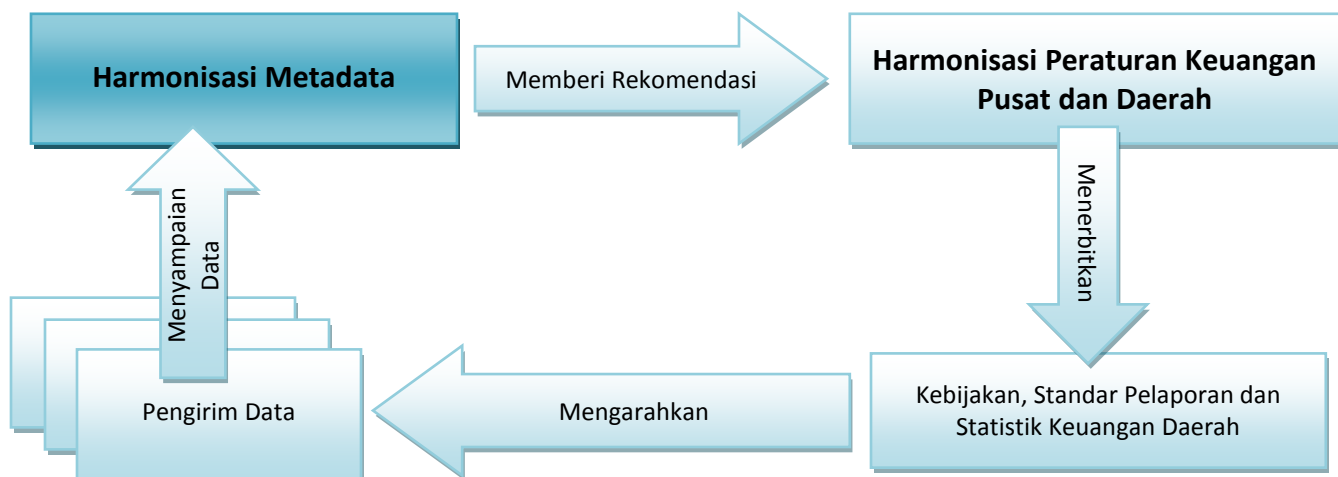 Harmonisasi Metadata
Memberi Rekomendasi
Harmonisasi Peraturan Keuangan
Pusat dan Daerah
Menerbitkan
Kebijakan, Standar Pelaporan dan
Statistik Keuangan Daerah
Mengarahkan
Pengirim Data
Menyampaian
Data